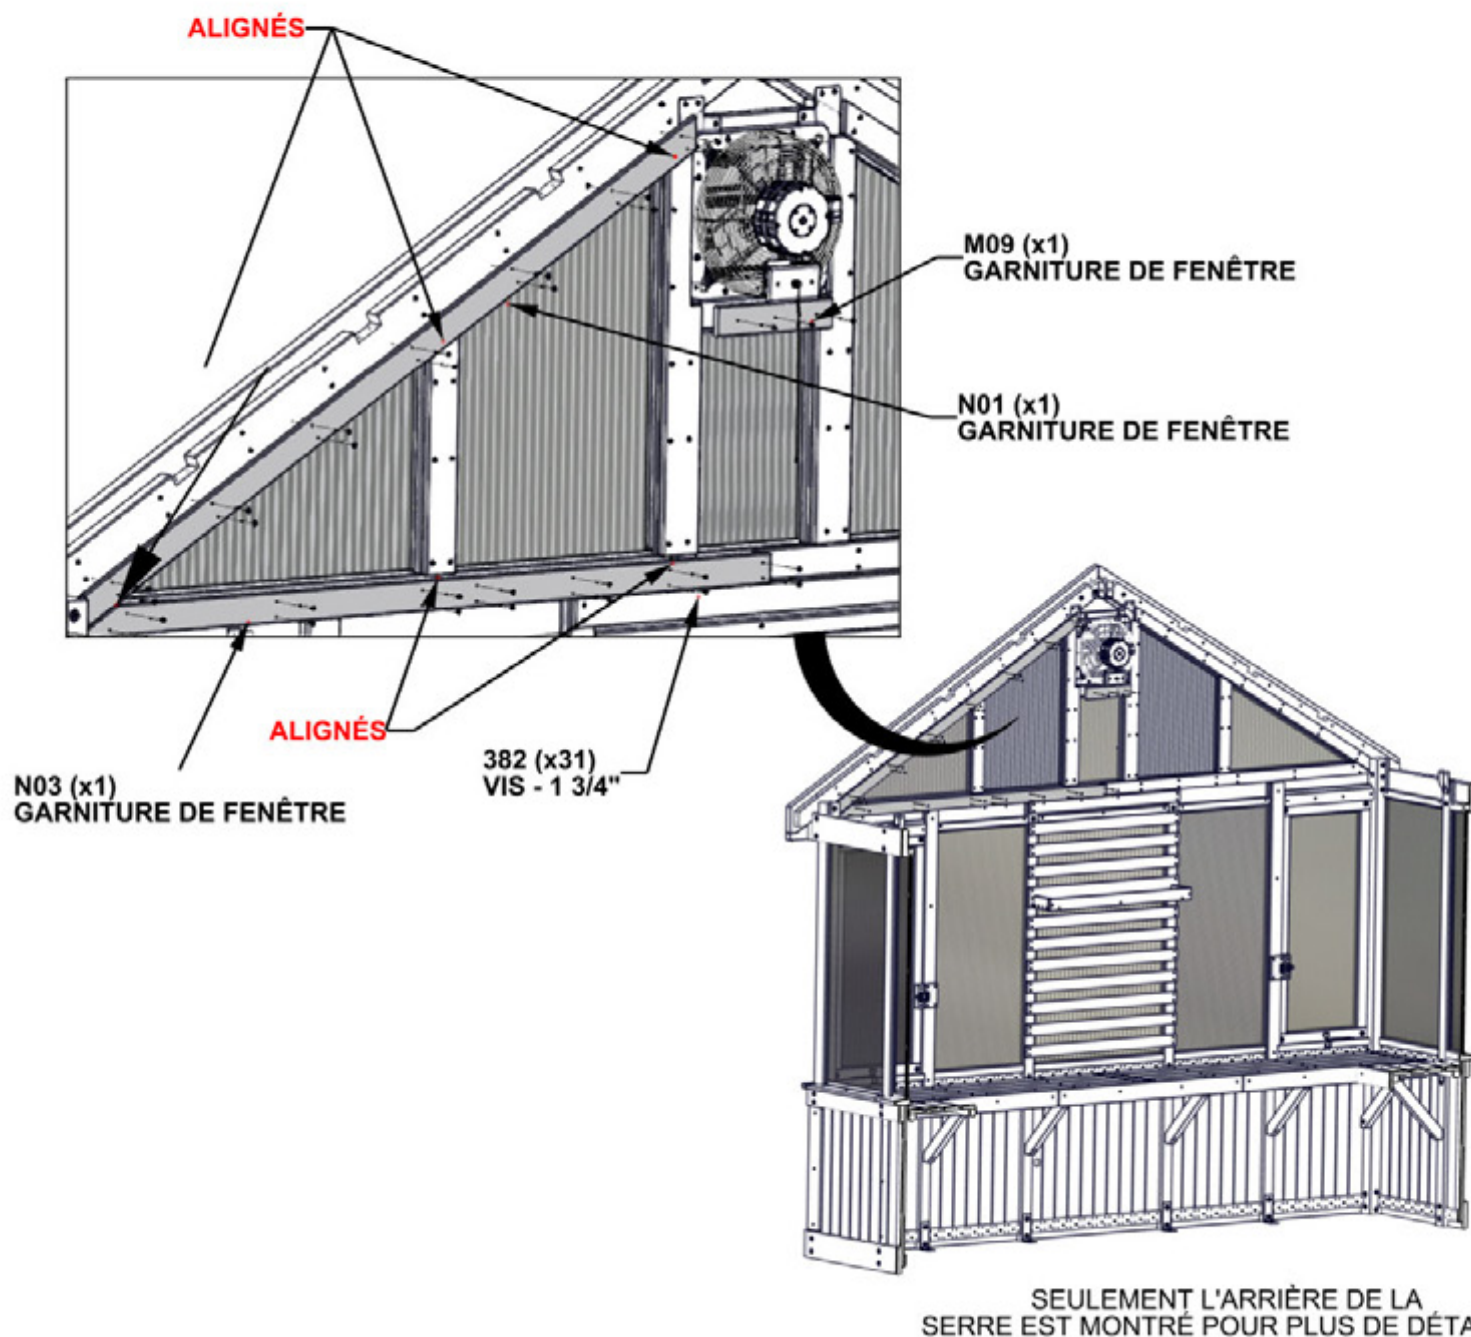 ALIGNÉS
M09 (x1)
GARNITURE DE FENÊTRE
N01 (x1)
GARNITURE DE FENÊTRE
ALIGNÉS
382 (x31)
VIS - 1 3/4"
N03 (x1)
GARNITURE DE FENÊTRE
SEULEMENT L'ARRIÈRE DE LA
SERRE EST MONTRÉ POUR PLUS DE